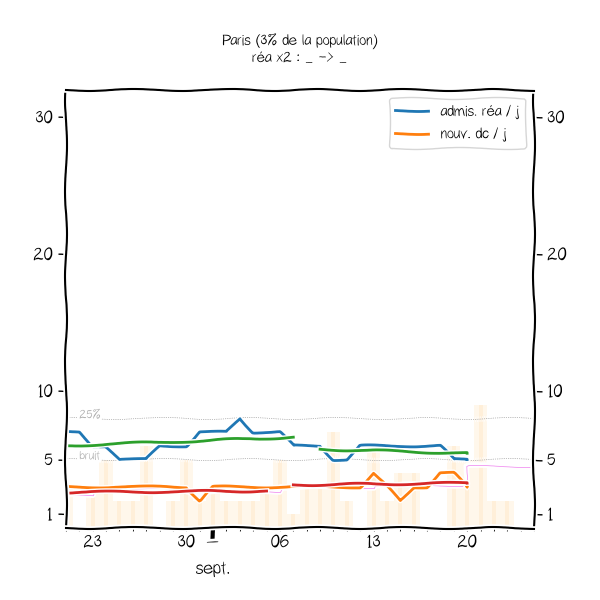 Paris (3% de la population)
réa x2 : _ -> _
admis. réa / j
nouv. dc / j
30 30
20 20
10 10
25%
bruit
5 5
1 1
23 30 06 13 20
sept.